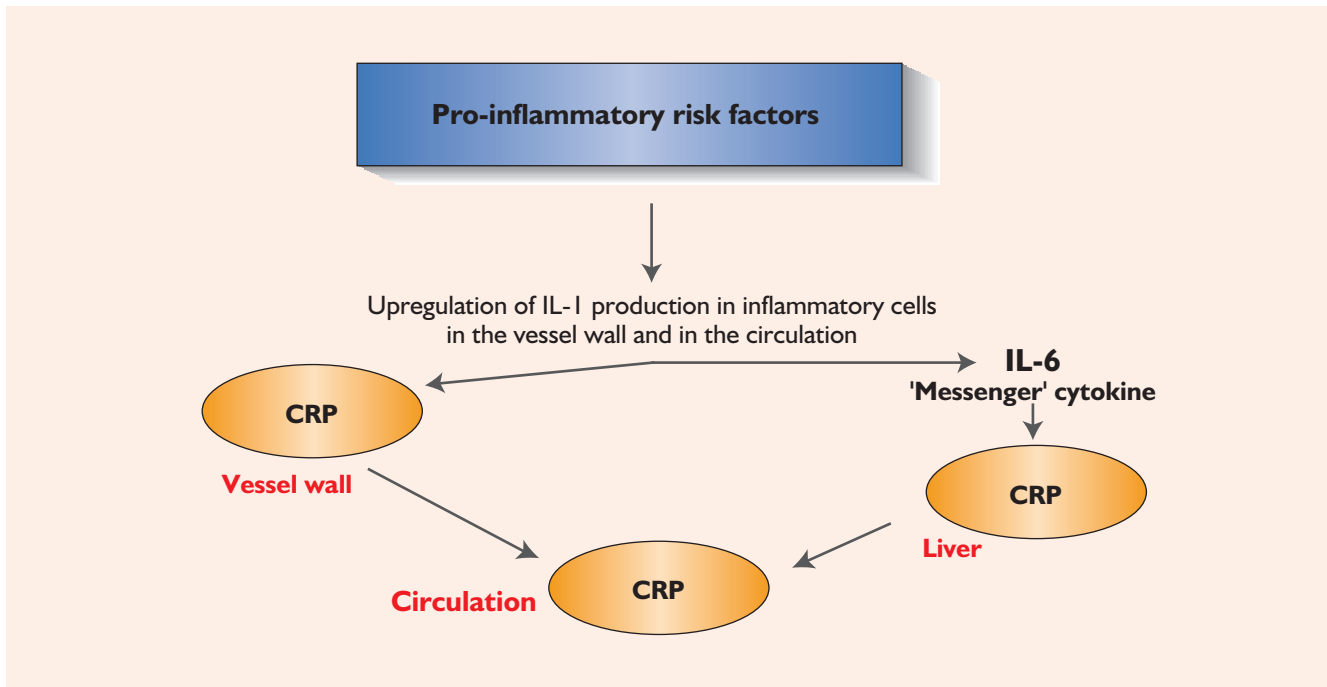 Pro-inflammatory risk factors
Upregulation of IL-1 production in inflammatory cells
in the vessel wall and in the circulation
IL-6
'Messenger' cytokine
CRP
Vessel wall
CRP
Liver
CRP
Circulation